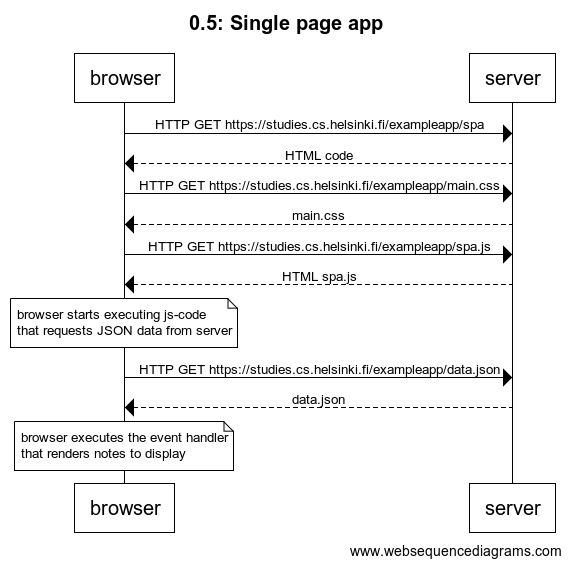 0.5: Single page app
browser
server
HTTP GET https://studies.cs.helsinki.fi/exampleapp/spa
HTML code
HTTP GET https://studies.cs.helsinki.fi/exampleapp/main.css
main.css
HTTP GET https://studies.cs.helsinki.fi/exampleapp/spa.js
HTML spa.js
browser starts executing js-code
that requests JSON data from server
HTTP GET https://studies.cs.helsinki.fi/exampleapp/data.json
data.json
browser executes the event handler
that renders notes to display
browser
server
www.websequencediagrams.com